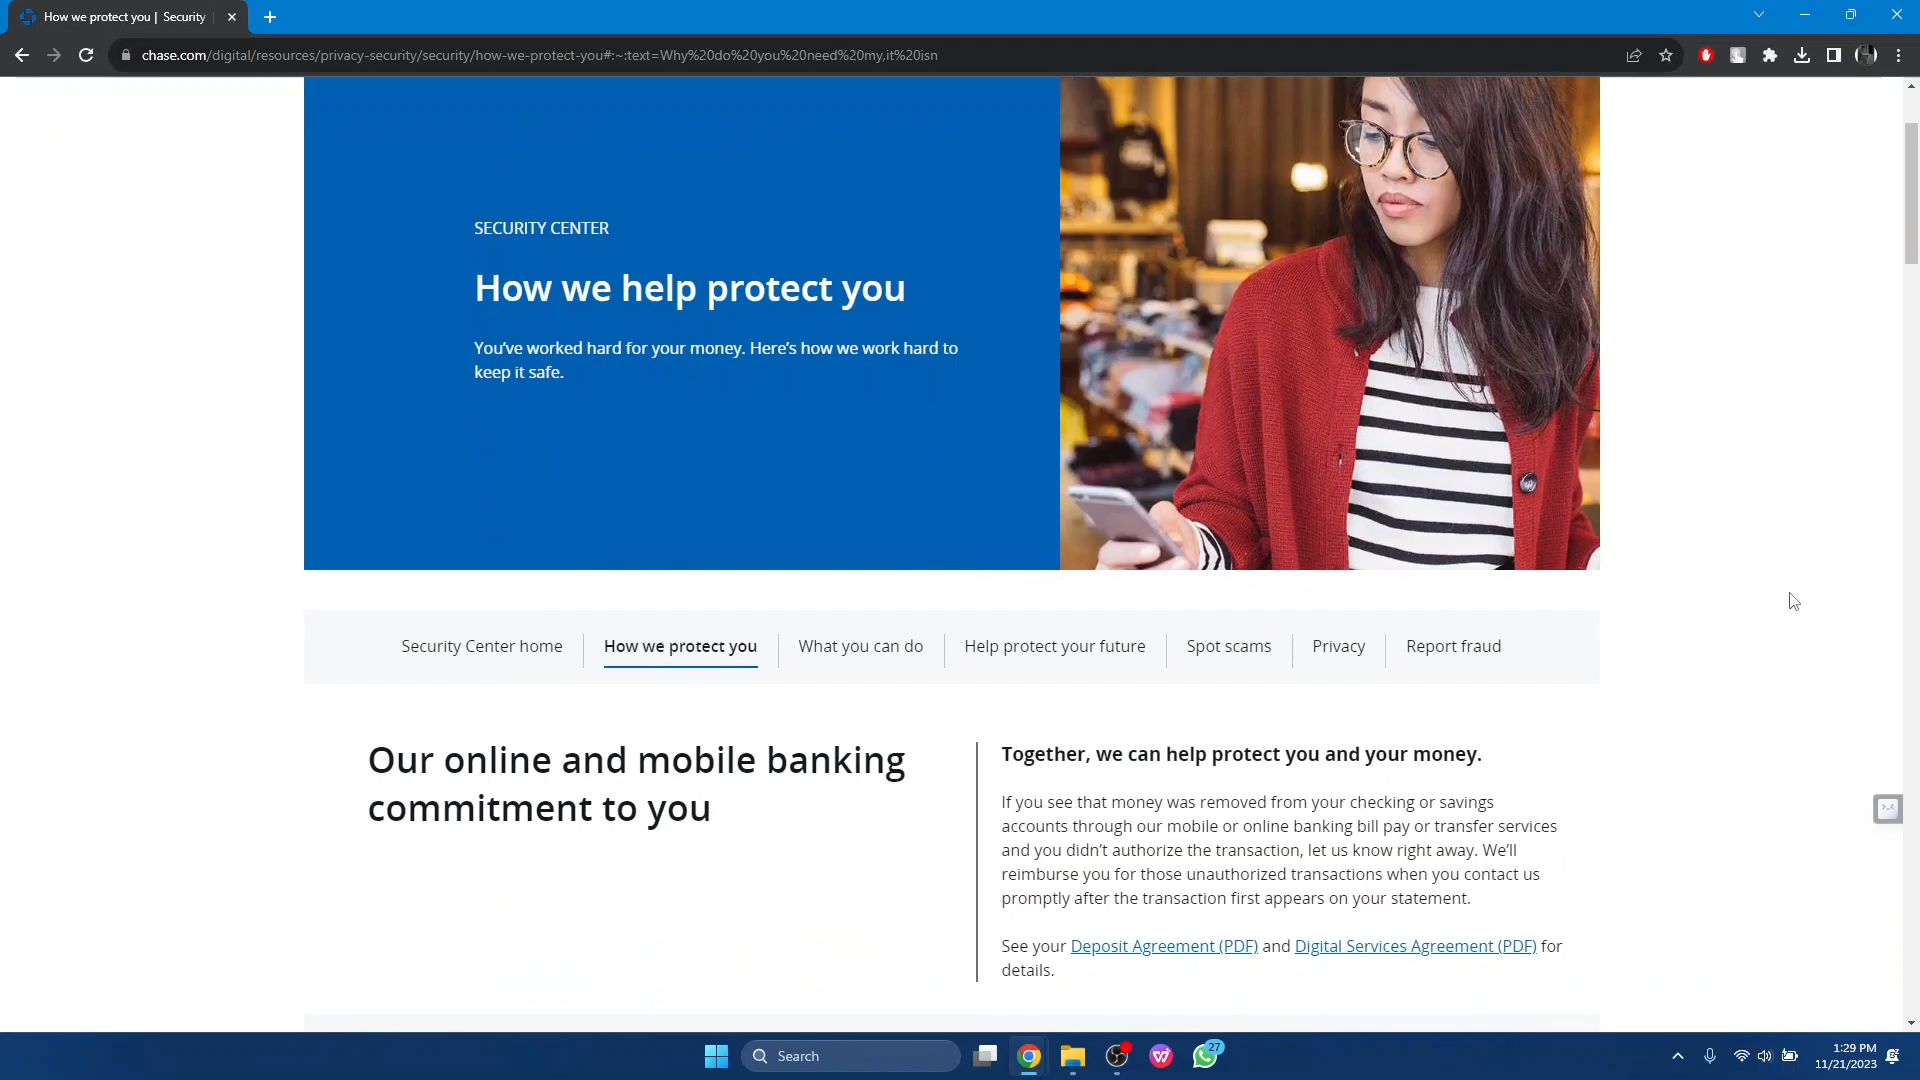 How we protect you | Security
chase.com/digital/resources/privacy-security/security/how-we-protect-you#:~:text=Why%20do%20you%20need%20my,it%20isn
SECURITY CENTER
How we help protect you
You’ve worked hard for your money. Here’s how we work hard to
keep it safe.
Security Center home
How we protect you
What you can do
Help protect your future
Spot scams
Privacy
Report fraud
Our online and mobile banking
commitment to you
Together, we can help protect you and your money.
If you see that money was removed from your checking or savings
accounts through our mobile or online banking bill pay or transfer services
and you didn’t authorize the transaction, let us know right away. We’ll
reimburse you for those unauthorized transactions when you contact us
promptly after the transaction first appears on your statement.
See your Deposit Agreement (PDF) and Digital Services Agreement (PDF) for
details.
Search
27
1:29 PM
11/21/2023